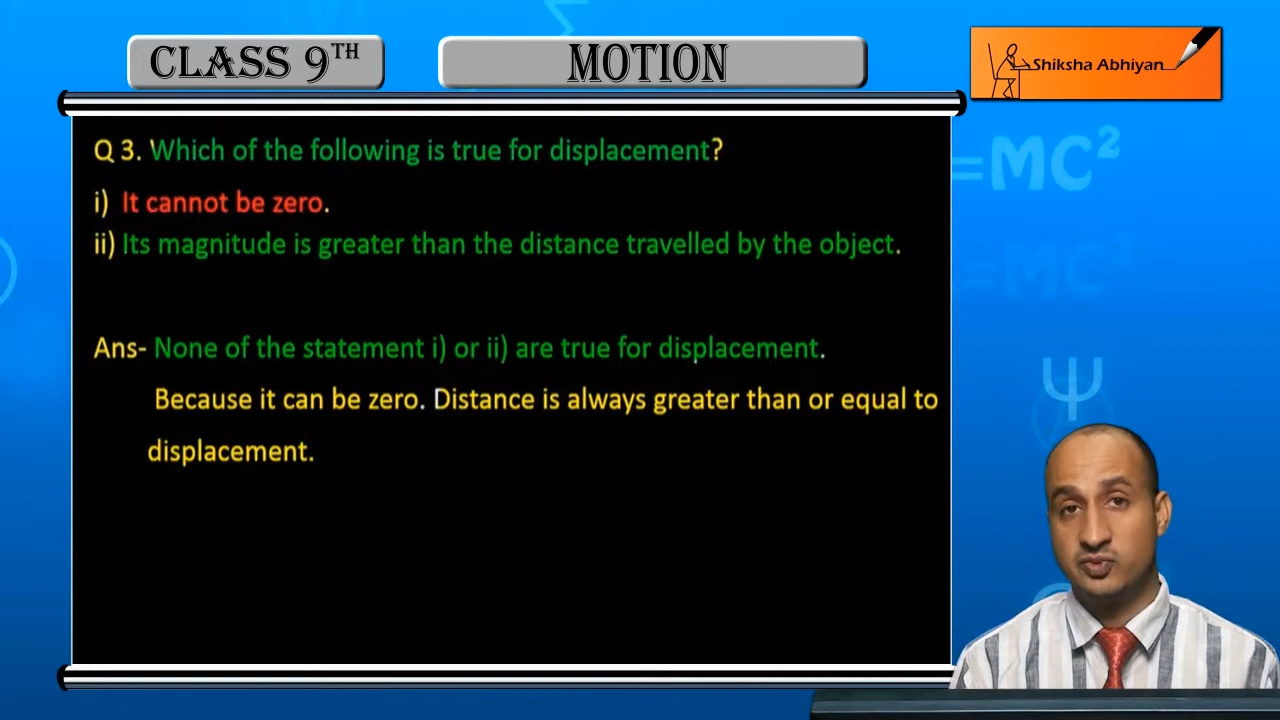 CLASS 9TH
MOTION
Shiksha Abhiyan
Q 3. Which of the following is true for displacement?
i) It cannot be zero.
ii) Its magnitude is greater than the distance travelled by the object.
Ans- None of the statement i) or ii) are true for displacement.
Because it can be zero. Distance is always greater than or equal to
displacement.
=MC²
=MC²
Ψ
Σ